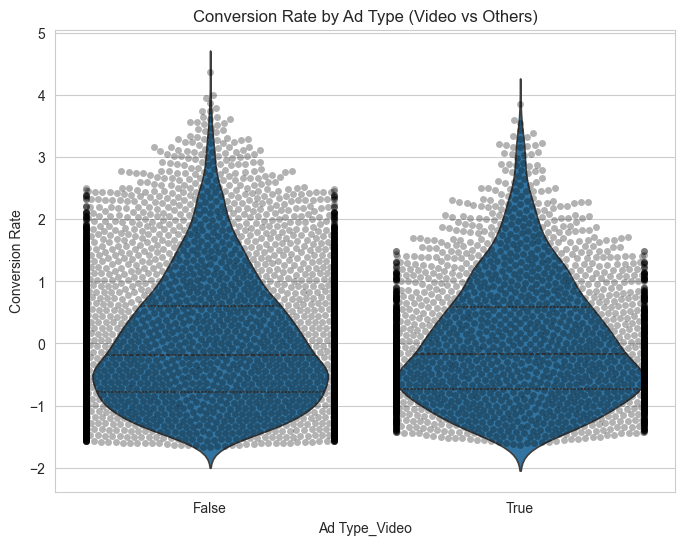 Conversion Rate by Ad Type (Video vs Others)
5
4
3
2
1
0
−1
−2
Conversion Rate
False
True
Ad Type_Video